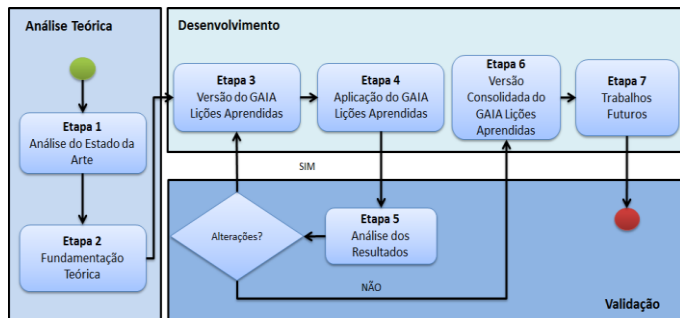 Análise Teórica
Etapa 1
Análise do Estado da
Arte
Etapa 2
Fundamentação
Teórica
Desenvolvimento
Etapa 3
Versão do GAIA
Lições Aprendidas
Etapa 4
Aplicação do GAIA
Lições Aprendidas
Etapa 6
Versão
Consolidada do
GAIA Lições
Aprendidas
Etapa 7
Trabalhos
Futuros
SIM
Alterações?
Etapa 5
Análise dos
Resultados
NÃO
Validação